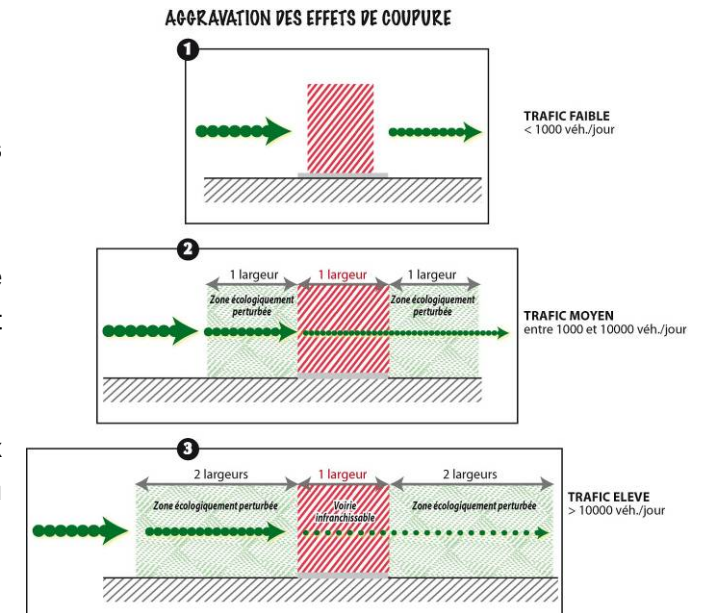 AGGRAVATION DES EFFETS DE COUPURE
1
TRAFIC FAIBLE
< 1000 véh./jour
2
1 largeur
1 largeur
1 largeur
Zone écologiquement
perturbée
Zone écologiquement
perturbée
TRAFIC MOYEN
entre 1000 et 10000 véh./jour
3
2 largeurs
1 largeur
2 largeurs
Zone écologiquement perturbée
Voirie
infranchissable
Zone écologiquement perturbée
TRAFIC ELEVE
> 10000 véh./jour